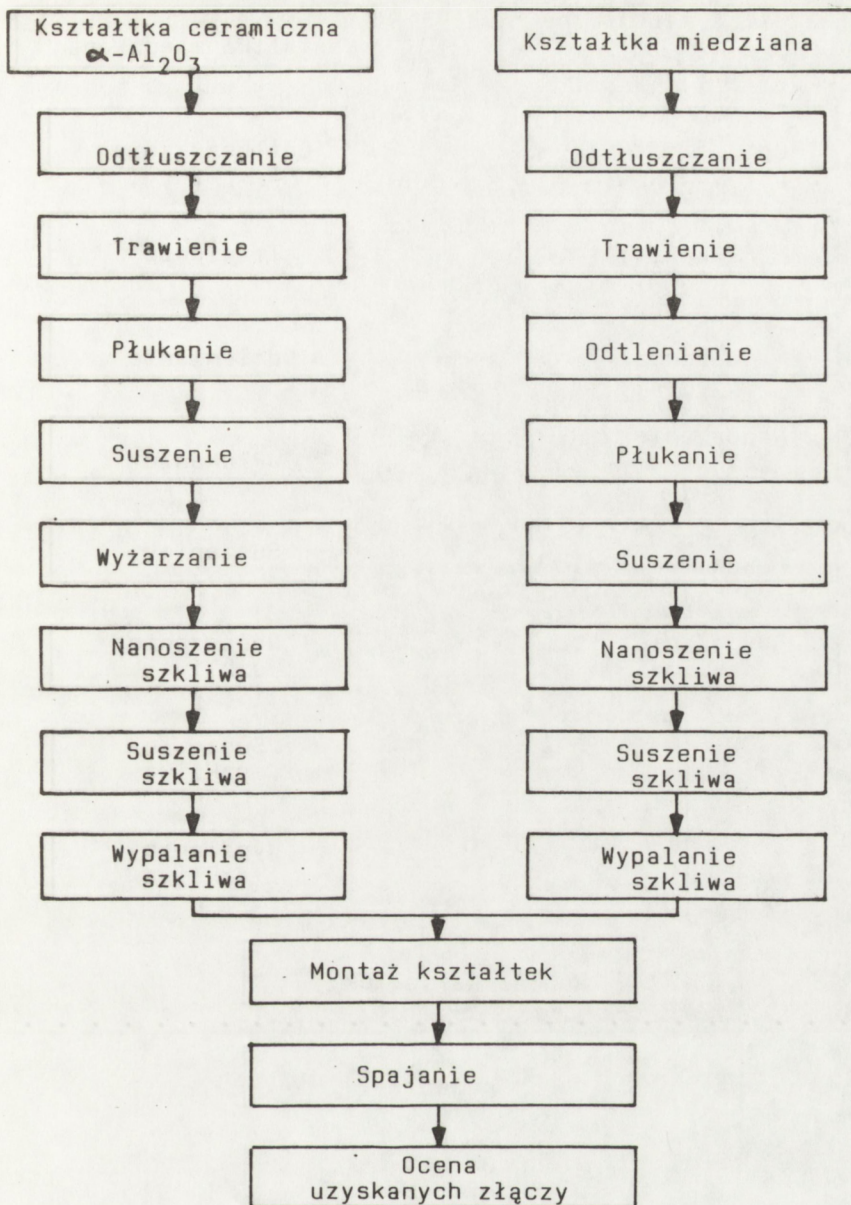 Kształtka ceramiczna
α-Al₂O₃
Odtłuszczanie
Trawienie
Płukanie
Suszenie
Wyżarzanie
Nanoszenie
szkliwa
Suszenie
szkliwa
Wypalanie
szkliwa
Kształtka miedziana
Odtłuszczanie
Trawienie
Odtlenianie
Płukanie
Suszenie
Nanoszenie
szkliwa
Suszenie
szkliwa
Wypalanie
szkliwa
Montaż kształtek
Spajanie
Ocena
uzyskanych złączy